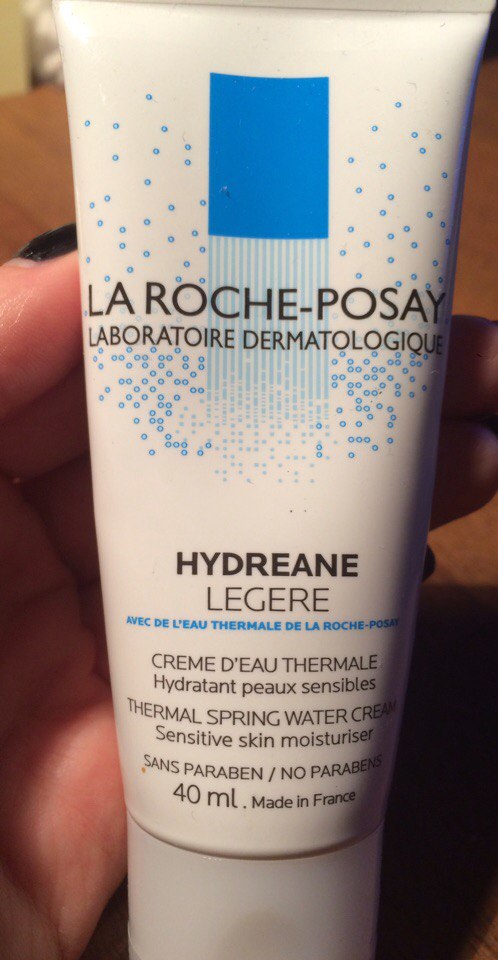 LA ROCHE-POSAY
LABORATOIRE DERMATOLOGIQUE
HYDREANE
LEGERE
AVEC DE L'EAU THERMALE DE LA ROCHE-POSAY
CREME D'EAU THERMALE
Hydratant peaux sensibles
THERMAL SPRING WATER CREAM
Sensitive skin moisturiser
SANS PARABEN / NO PARABENS
40 ml. Made in France